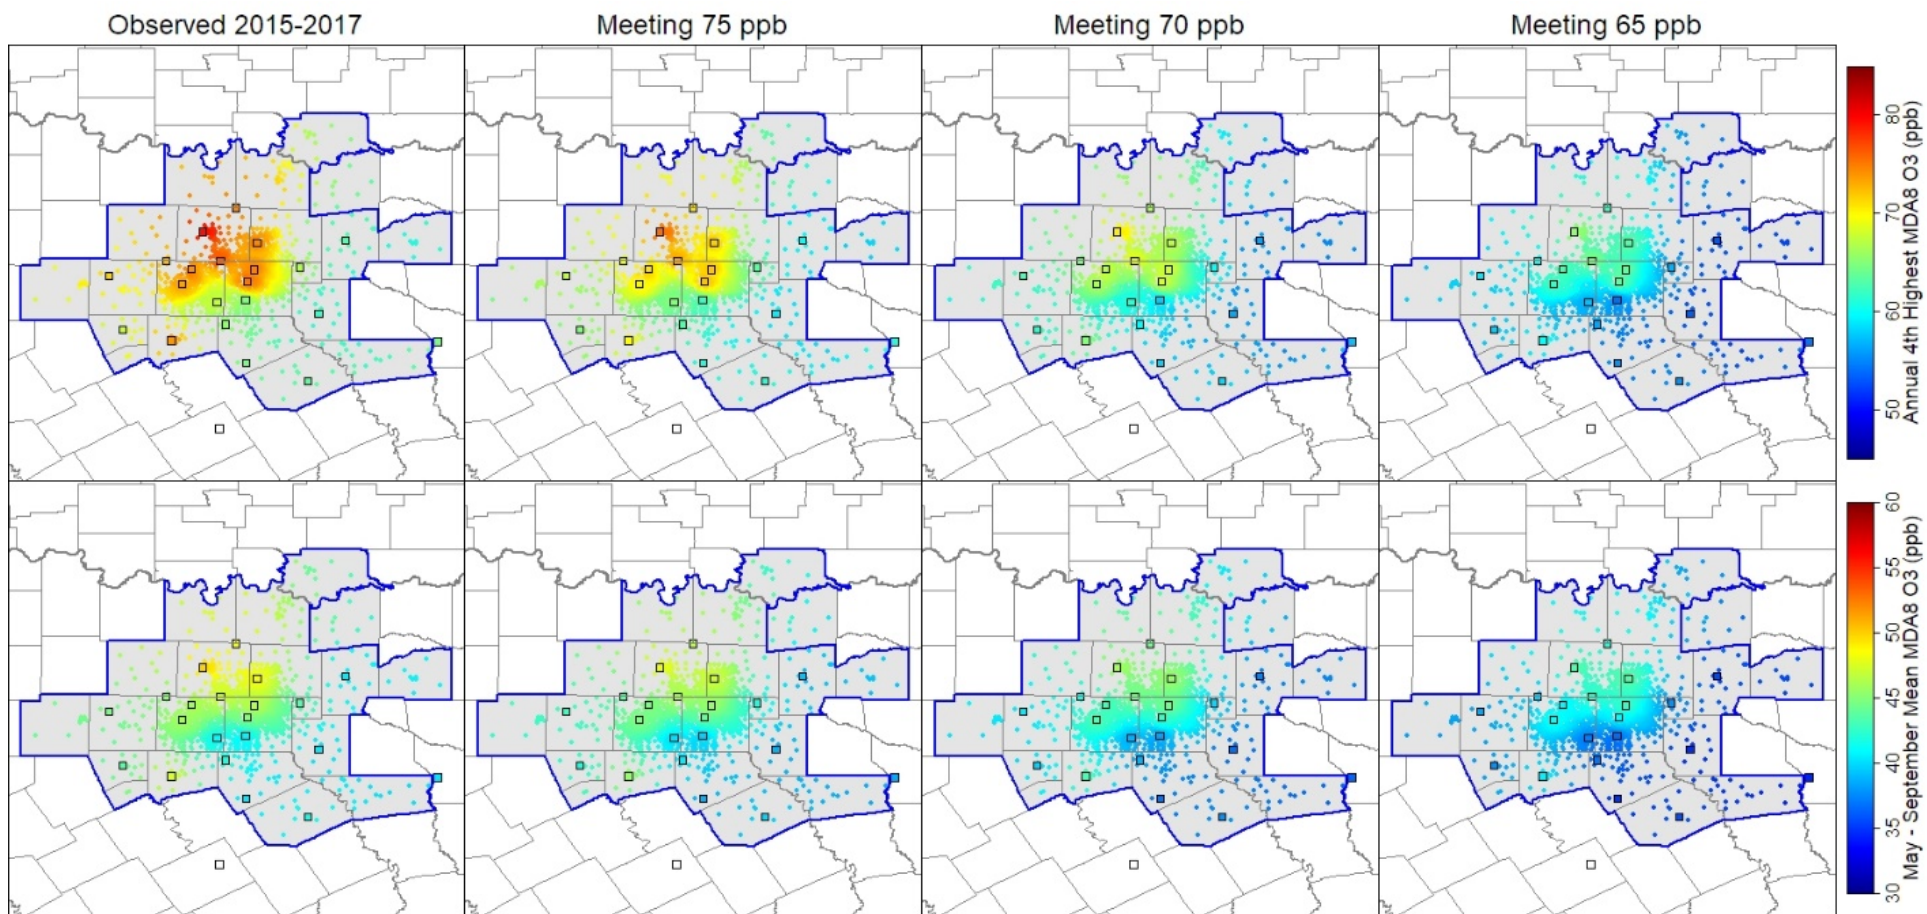 Observed 2015-2017
Meeting 75 ppb
Meeting 70 ppb
Meeting 65 ppb
80
70
60
50
Annual 4th Highest MDA8 O3 (ppb)
60
55
50
45
40
35
30
May - September Mean MDA8 O3 (ppb)